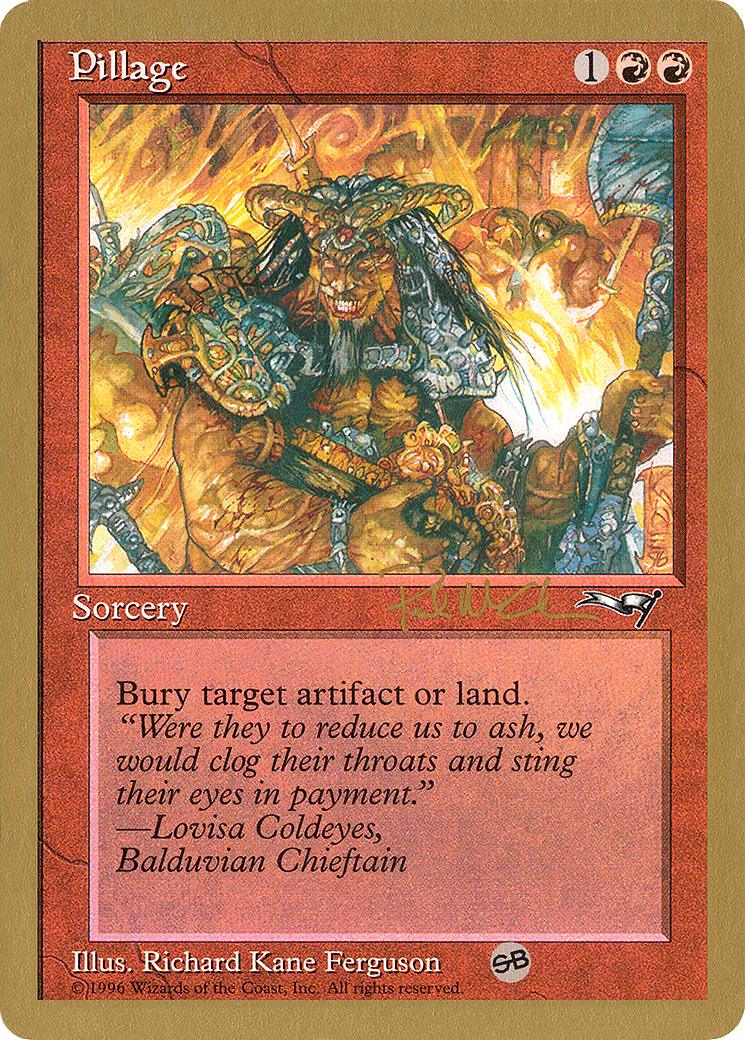 Pillage
1
Sorcery
Bury target artifact or land.
“Were they to reduce us to ash, we
would clog their throats and sting
their eyes in payment.”
—Lovisa Coldeyes,
Balduvian Chieftain
Illus. Richard Kane Ferguson
SB
© 1996 Wizards of the Coast, Inc. All rights reserved.